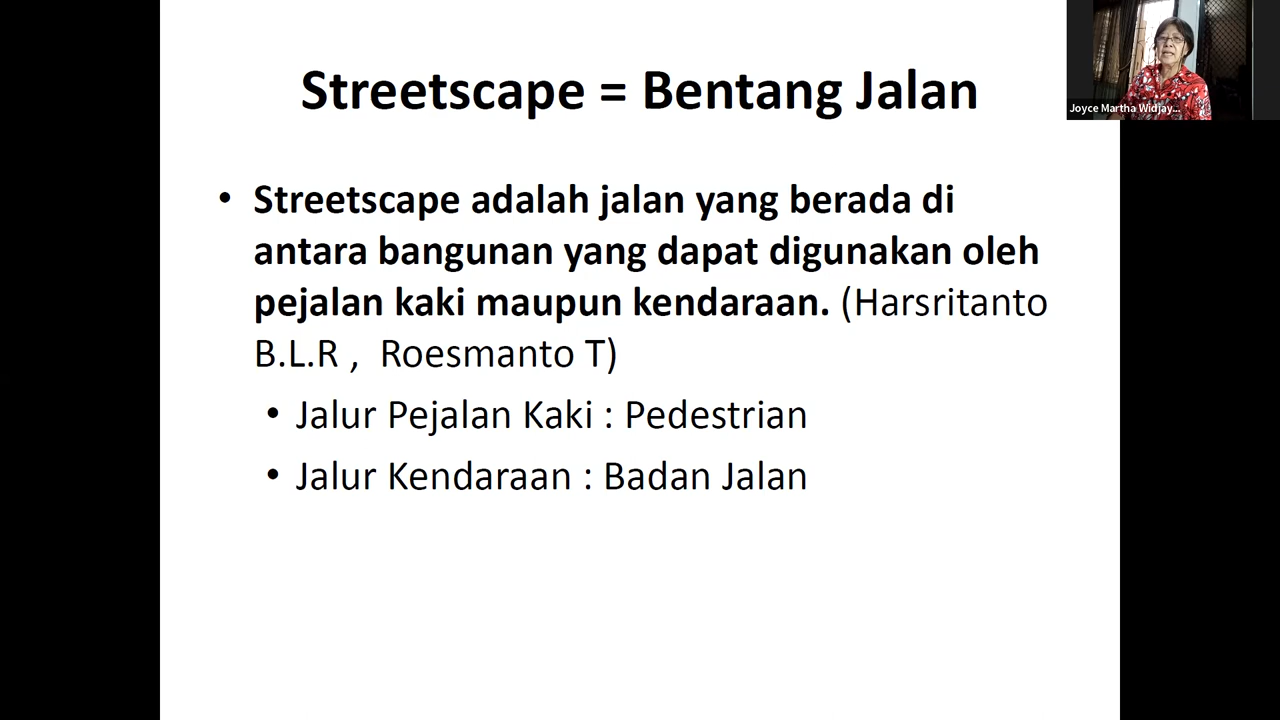 Streetscape = Bentang Jalan
Joyce Martha Widjay...
• Streetscape adalah jalan yang berada di
antara bangunan yang dapat digunakan oleh
pejalan kaki maupun kendaraan. (Harsritanto
B.L.R , Roesmanto T)
• Jalur Pejalan Kaki : Pedestrian
• Jalur Kendaraan : Badan Jalan